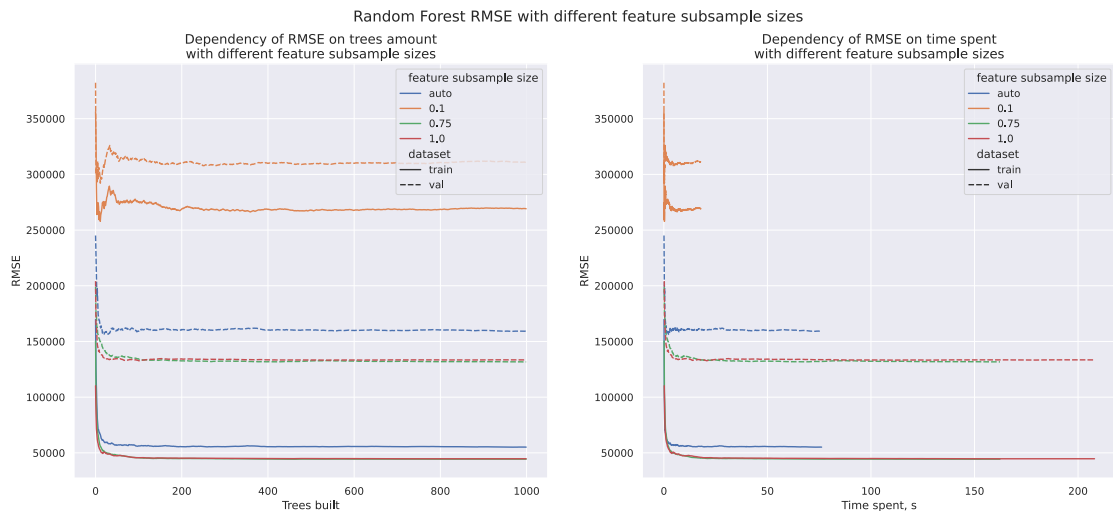 Random Forest RMSE with different feature subsample sizes
Dependency of RMSE on trees amount
with different feature subsample sizes
RMSE
350000
300000
250000
200000
150000
100000
50000
feature subsample size
auto
0.1
0.75
1.0
dataset
train
val
0
200
400
600
800
1000
Trees built
Dependency of RMSE on time spent
with different feature subsample sizes
RMSE
350000
300000
250000
200000
150000
100000
50000
feature subsample size
auto
0.1
0.75
1.0
dataset
train
val
0
50
100
150
200
Time spent, s